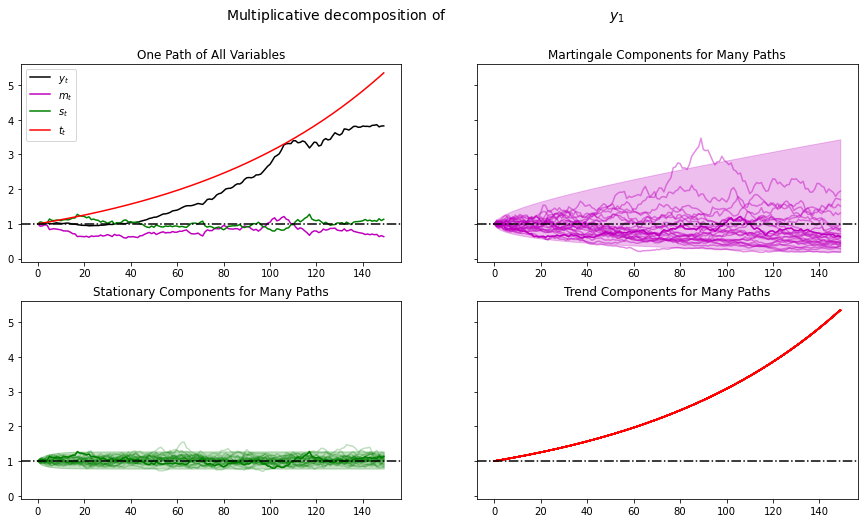 Multiplicative decomposition of y₁
One Path of All Variables
Martingale Components for Many Paths
5
4
3
2
1
0
yₜ
mₜ
sₜ
tₜ
0 20 40 60 80 100 120 140
0 20 40 60 80 100 120 140
Stationary Components for Many Paths
Trend Components for Many Paths
5
4
3
2
1
0
0 20 40 60 80 100 120 140
0 20 40 60 80 100 120 140